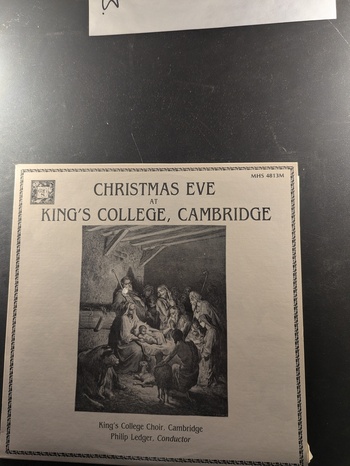 MHS 4813M
CHRISTMAS EVE
AT
KING'S COLLEGE, CAMBRIDGE
King's College Choir, Cambridge
Philip Ledger, Conductor